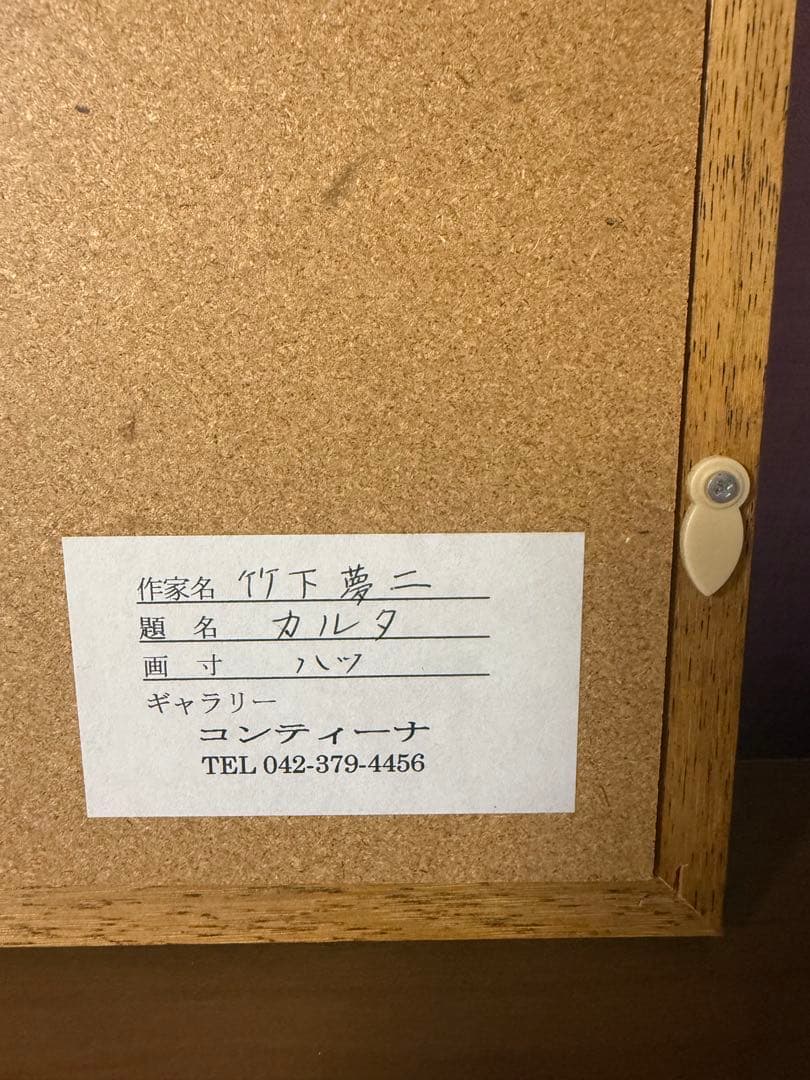 作家名 竹下夢二
題名 カルタ
画寸 ハツ
ギャラリー
コンティーナ
TEL 042-379-4456